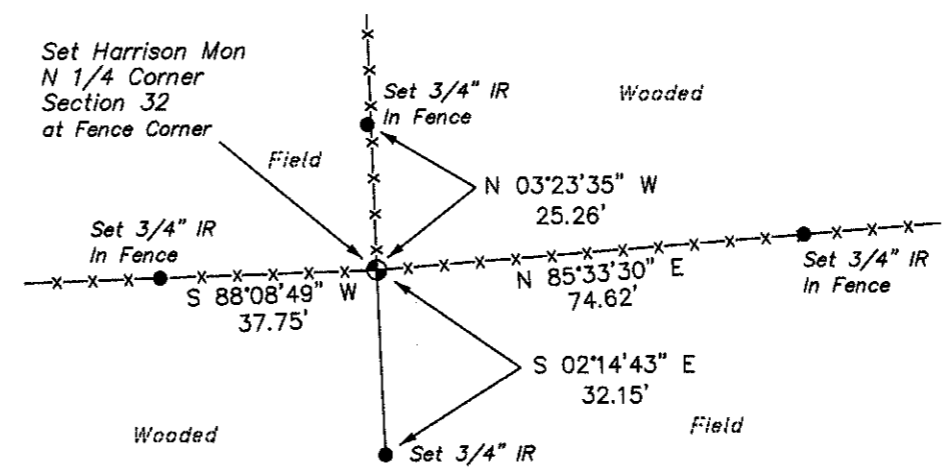 Set Harrison Mon
N 1/4 Corner
Section 32
at Fence Corner
Set 3/4" IR
In Fence
Wooded
Field
N 03°23'35" W
25.26'
Set 3/4" IR
In Fence
S 88°08'49" W
37.75'
N 85°33'30" E
74.62'
Set 3/4" IR
In Fence
S 02°14'43" E
32.15'
Wooded
Set 3/4" IR
Field